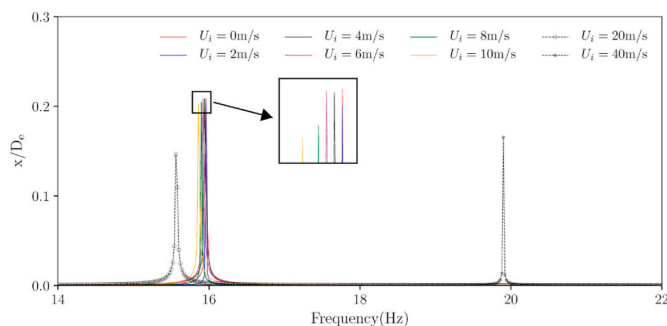 0.3
U_i = 0m/s U_i = 4m/s U_i = 8m/s U_i = 20m/s
U_i = 2m/s U_i = 6m/s U_i = 10m/s U_i = 40m/s
0.2
x/D_e
0.1
0.0
14 16 18 20 22
Frequency(Hz)